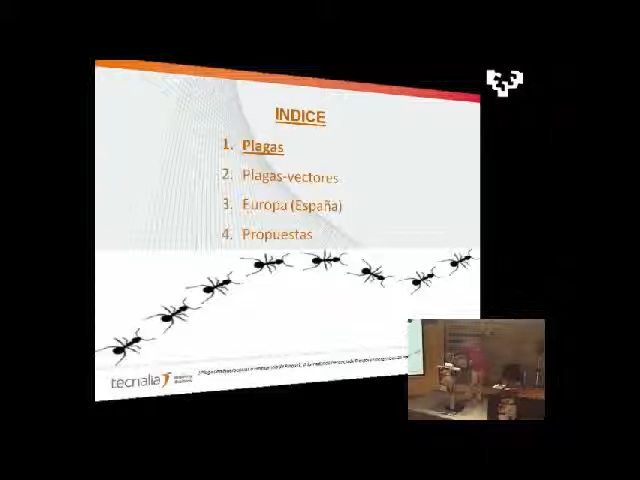 INDICE
1. Plagas
2. Plagas-vectores
3. Europa (España)
4. Propuestas
tecnalia